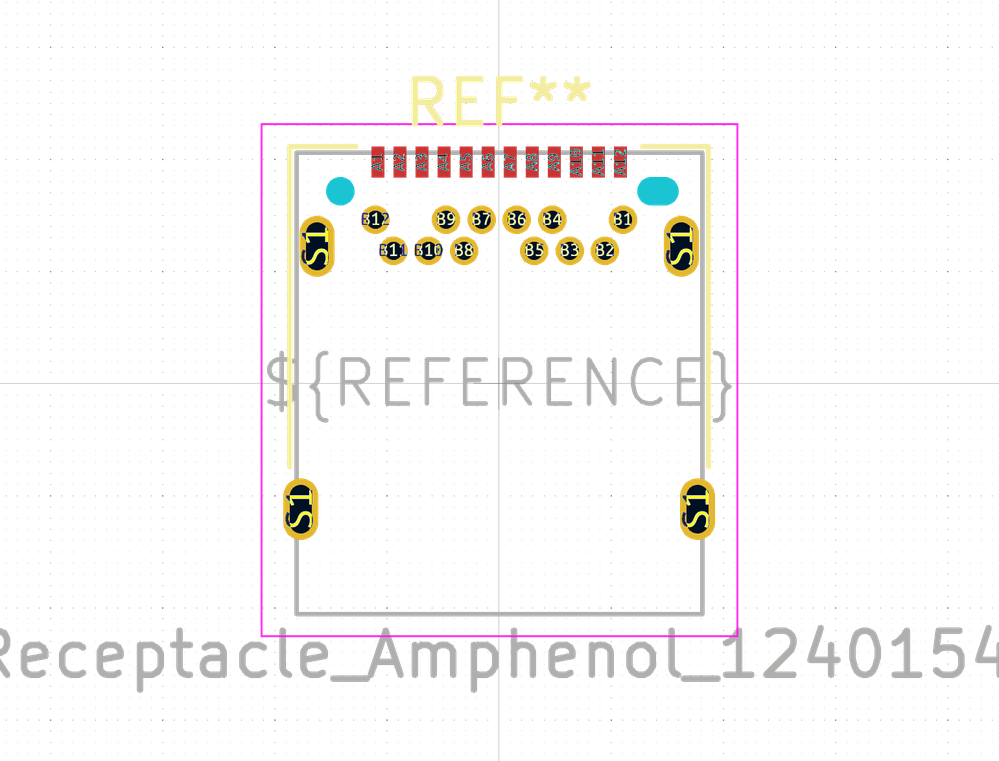 REF**
A1 A2 A3 A4 A5 A6 A7 A8 A9 A10 A11 A12
B12 B9 B7 B6 B4 B1
S1 B11 B10 B8 B5 B3 B2 S1
${REFERENCE}
S1 S1
Receptacle_Amphenol_1240154